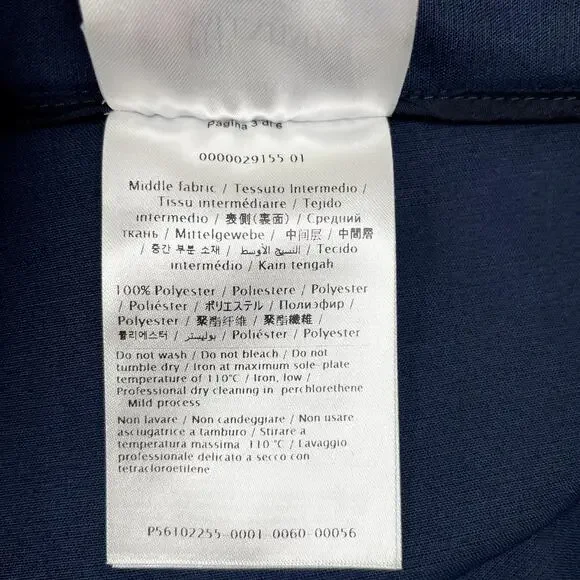 Pagina 3 di 6
0000029155 01
Middle fabric / Tessuto Intermedio /
Tissu intermédiaire / Tejido
intermedio / 表側(裏面) / Средний
ткань / Mittelgewebe / 中间层 / 中間層
/ 중간 부분 소재 / النسيج الأوسط / Tecido
intermédio / Kain tengah
100% Polyester / Poliestere / Polyester
/ Poliéster / ポリエステル / Полиэфир /
Polyester / 聚酯纤维 / 聚酯纖維 /
폴리에스터 / بوليستر / Poliéster / Polyester
Do not wash / Do not bleach / Do not
tumble dry / Iron at maximum sole-plate
temperature of 110°C / Iron, low /
Professional dry cleaning in perchlorethene
Mild process
Non lavare / Non candeggiare / Non usare
asciugatrice a tamburo / Stirare a
temperatura massima 110 °C / Lavaggio
professionale delicato a secco con
tetracloroetilene
P56102255-0001-0060-00056